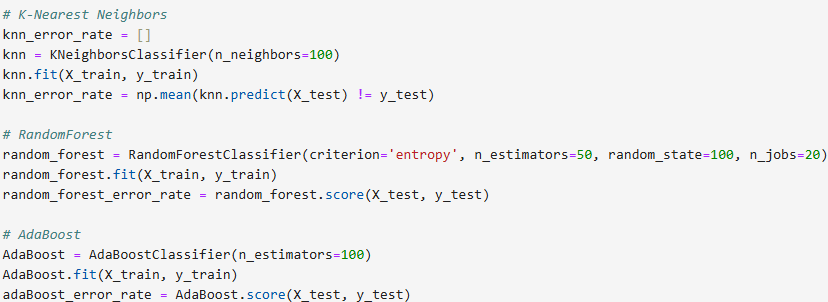 # K-Nearest Neighbors
knn_error_rate = []
knn = KNeighborsClassifier(n_neighbors=100)
knn.fit(X_train, y_train)
knn_error_rate = np.mean(knn.predict(X_test) != y_test)

# RandomForest
random_forest = RandomForestClassifier(criterion='entropy', n_estimators=50, random_state=100, n_jobs=20)
random_forest.fit(X_train, y_train)
random_forest_error_rate = random_forest.score(X_test, y_test)

# AdaBoost
AdaBoost = AdaBoostClassifier(n_estimators=100)
AdaBoost.fit(X_train, y_train)
adaBoost_error_rate = AdaBoost.score(X_test, y_test)